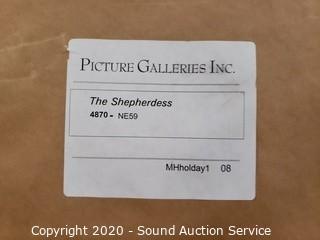 PICTURE GALLERIES INC.
The Shepherdess
4870 - NE59
MHholday1 08
Copyright 2020 - Sound Auction Service